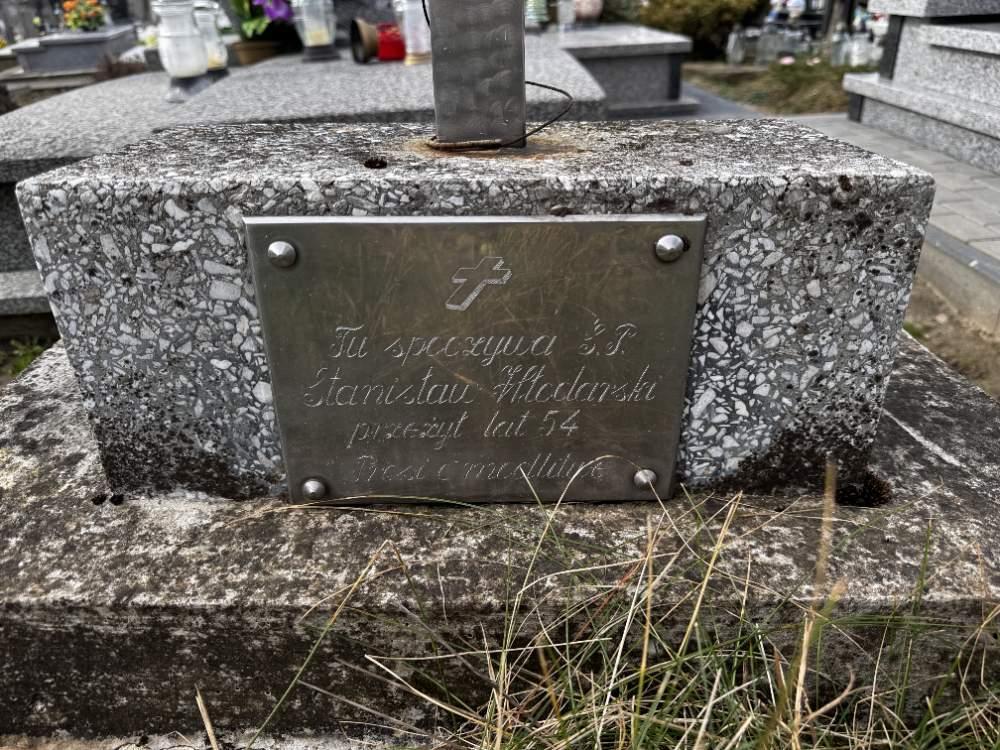 Tu spoczywa Ś.P.
Stanisław Włodarski
przeżył lat 54
Prosi o modlitwę